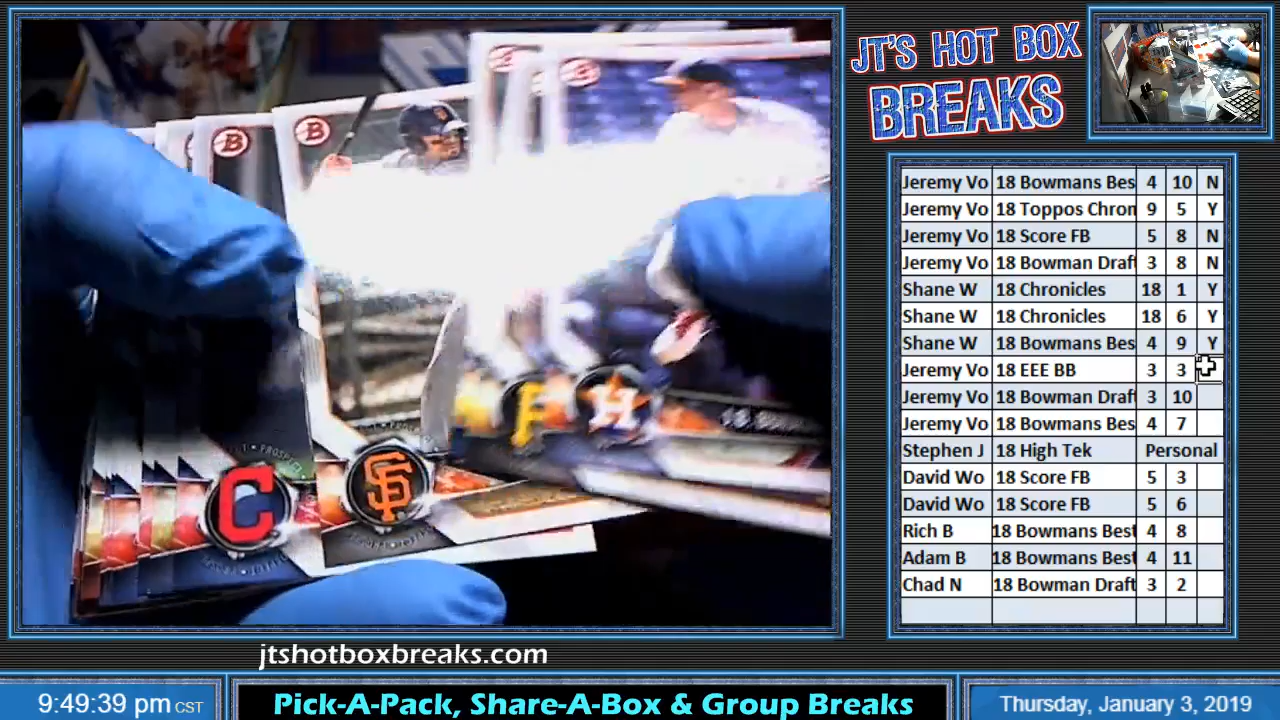 JT'S HOT BOX
BREAKS
Jeremy Vo 18 Bowmans Bes 4 10 N
Jeremy Vo 18 Toppos Chron 9 5 Y
Jeremy Vo 18 Score FB 5 8 N
Jeremy Vo 18 Bowman Draft 3 8 N
Shane W 18 Chronicles 18 1 Y
Shane W 18 Chronicles 18 6 Y
Shane W 18 Bowmans Bes 4 9 Y
Jeremy Vo 18 EEE BB 3 3
Jeremy Vo 18 Bowman Draft 3 10
Jeremy Vo 18 Bowmans Bes 4 7
Stephen J 18 High Tek Personal
David Wo 18 Score FB 5 3
David Wo 18 Score FB 5 6
Rich B 18 Bowmans Best 4 8
Adam B 18 Bowmans Best 4 11
Chad N 18 Bowman Draft 3 2
B
B
C
SF
P
H
jtshotboxbreaks.com
9:49:39 pm CST
Pick-A-Pack, Share-A-Box & Group Breaks
Thursday, January 3, 2019